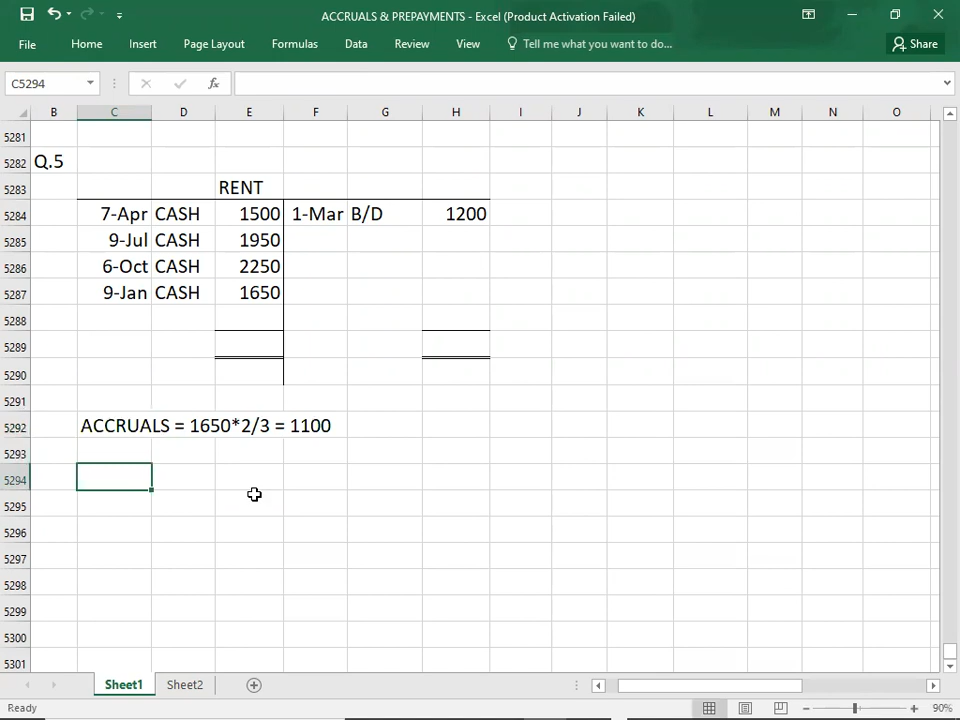 ACCRUALS & PREPAYMENTS - Excel (Product Activation Failed)
File Home Insert Page Layout Formulas Data Review View Tell me what you want to do... Share
C5294 fx
B C D E F G H I J K L M N O
5281
5282 Q.5
5283 RENT
5284 7-Apr CASH 1500 1-Mar B/D 1200
5285 9-Jul CASH 1950
5286 6-Oct CASH 2250
5287 9-Jan CASH 1650
5288
5289
5290
5291
5292 ACCRUALS = 1650*2/3 = 1100
5293
5294
5295
5296
5297
5298
5299
5300
5301
Sheet1 Sheet2
Ready 90%